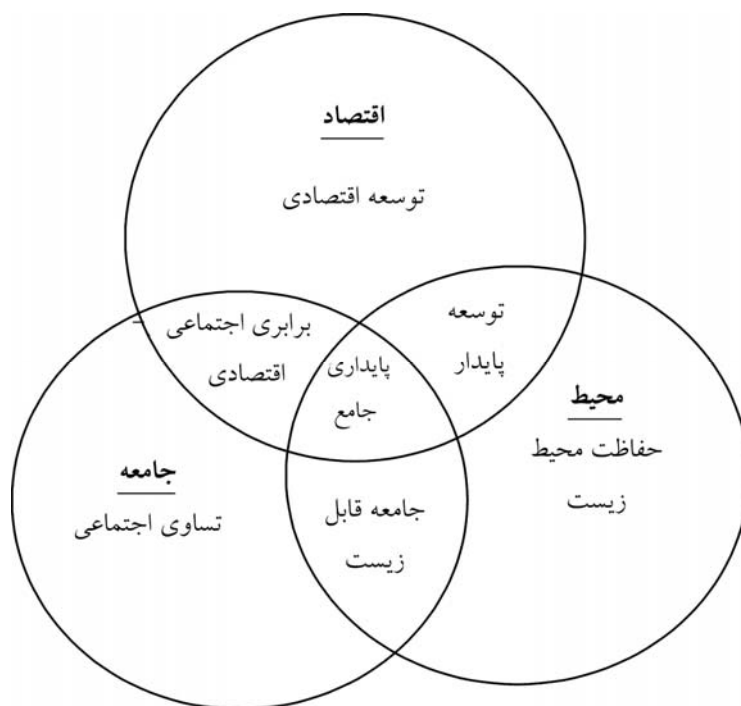 اقتصاد
توسعه اقتصادی
توسعه
پایدار
برابری اجتماعی
اقتصادی
پایداری
جامع
محیط
حفاظت محیط
زیست
جامعه
تساوی اجتماعی
جامعه قابل
زیست